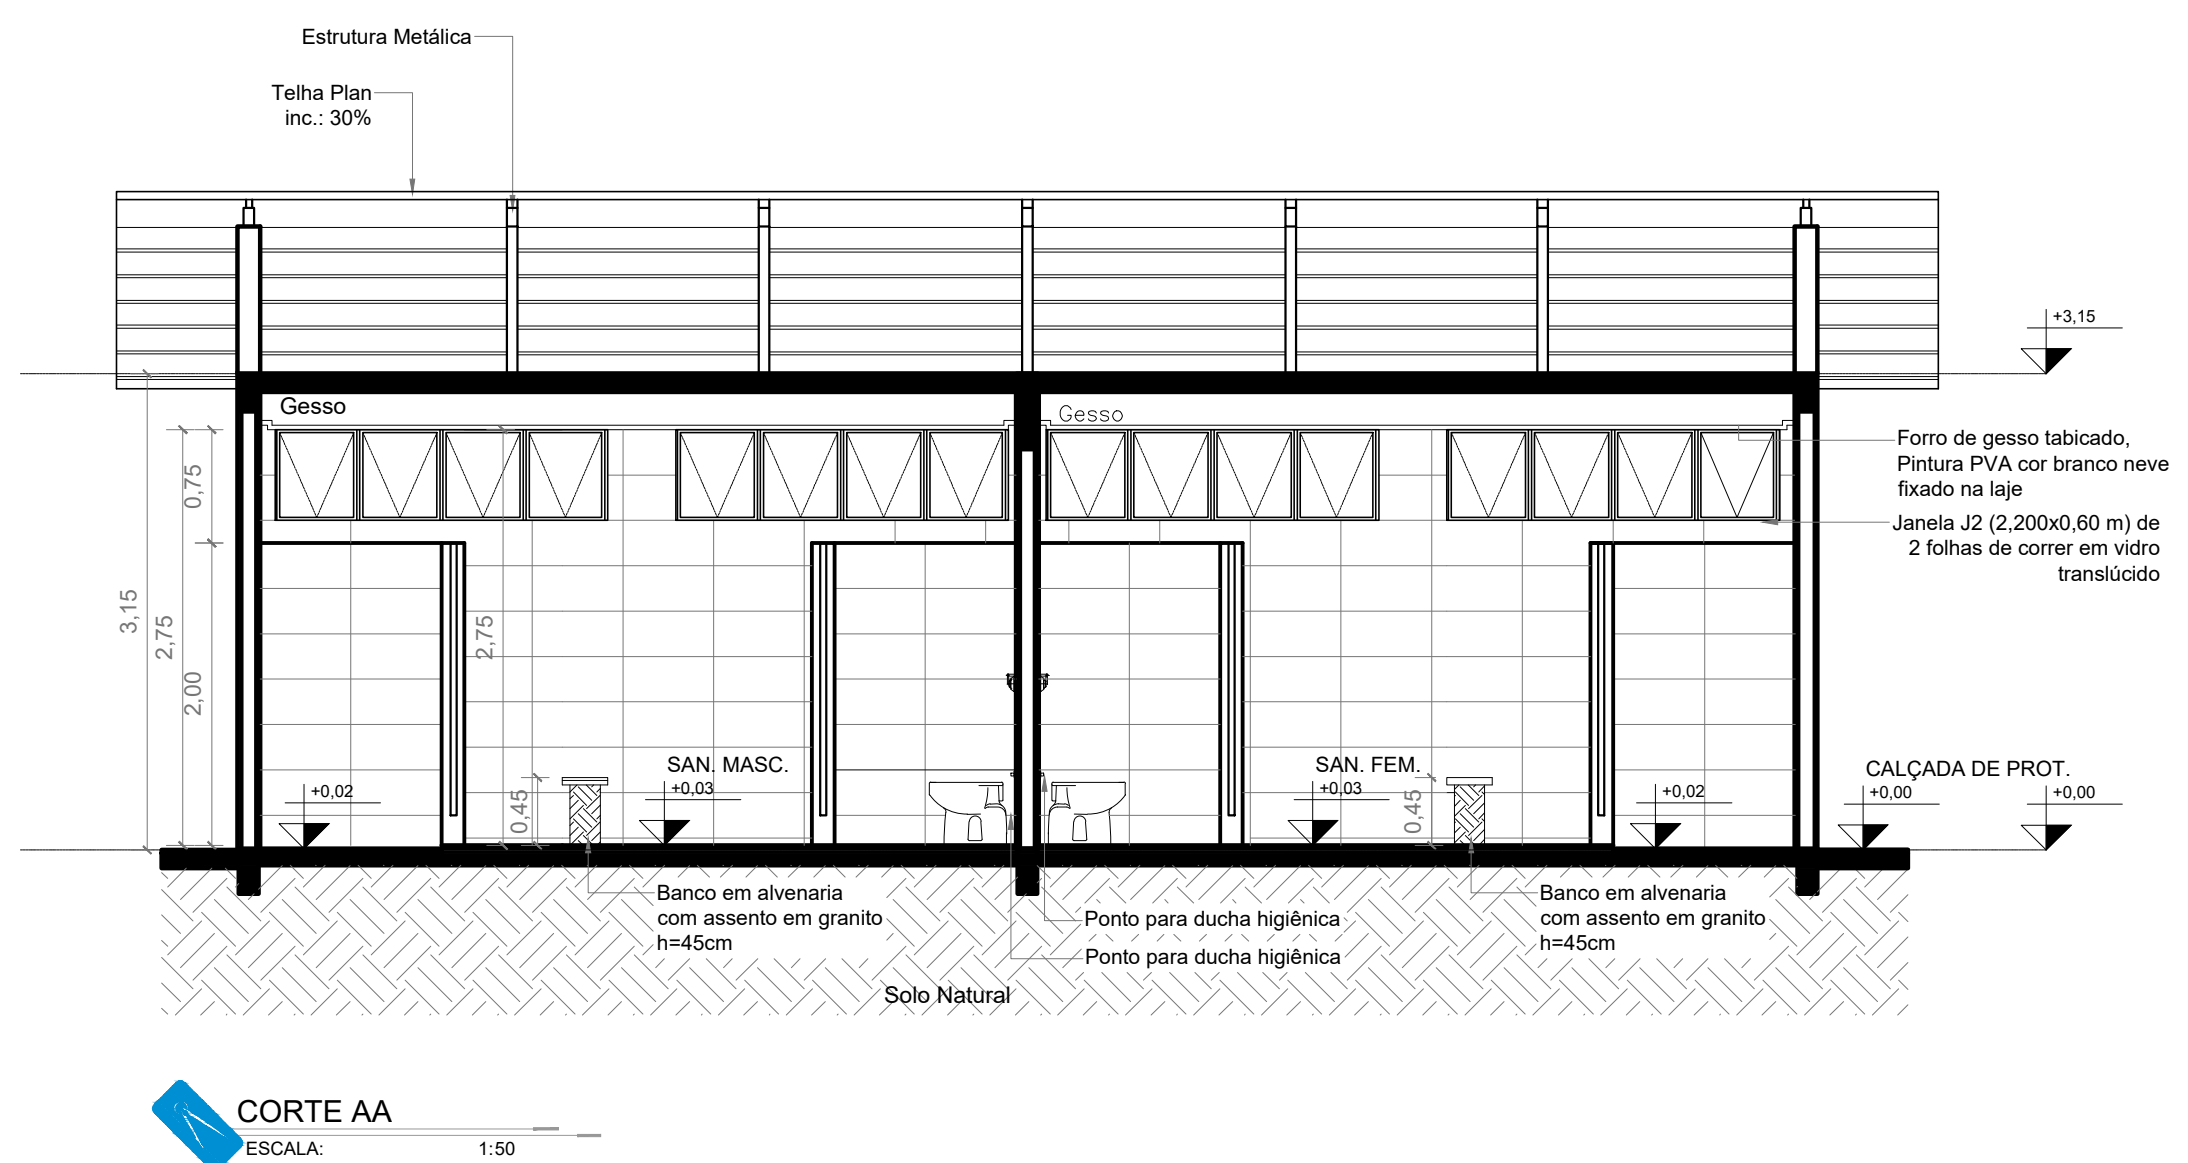 Estrutura Metálica
Telha Plan
inc.: 30%
+3,15
Gesso
Gesso
Forro de gesso tabicado,
Pintura PVA cor branco neve
fixado na laje
Janela J2 (2,200x0,60 m) de
2 folhas de correr em vidro
translúcido
0,75
3,15
2,75
2,00
2,75
SAN. MASC.
+0,02
+0,03
0,45
SAN. FEM.
+0,03
0,45
+0,02
CALÇADA DE PROT.
+0,00
+0,00
Banco em alvenaria
com assento em granito
h=45cm
Ponto para ducha higiênica
Ponto para ducha higiênica
Banco em alvenaria
com assento em granito
h=45cm
Solo Natural
CORTE AA
ESCALA: 1:50